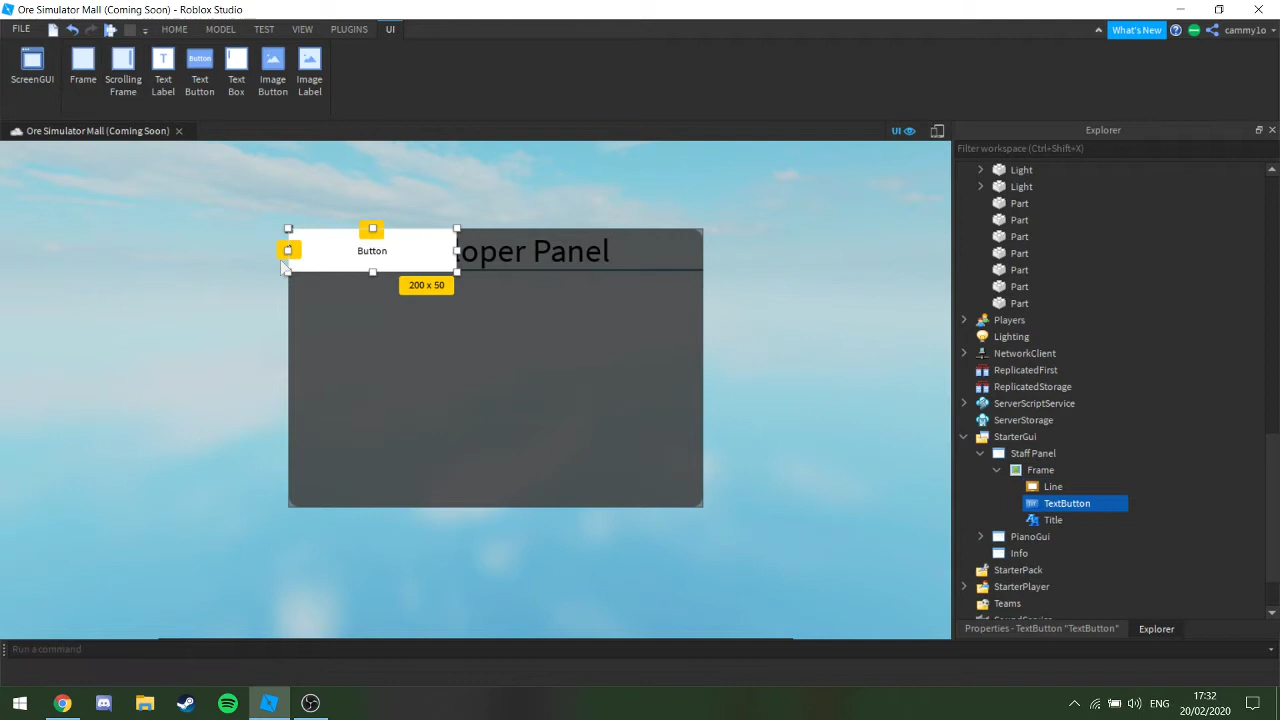 Ore Simulator Mall (Coming Soon) - Roblox Studio
FILE
HOME
MODEL
TEST
VIEW
PLUGINS
UI
What's New
cammy1o
ScreenGUI
Frame
Scrolling
Frame
Text
Label
Button
Text
Button
Text
Box
Image
Button
Image
Label
Ore Simulator Mall (Coming Soon)
UI
Explorer
Filter workspace (Ctrl+Shift+X)
Light
Light
Part
Part
Part
Part
Part
Part
Part
Players
Lighting
NetworkClient
ReplicatedFirst
ReplicatedStorage
ServerScriptService
ServerStorage
StarterGui
Staff Panel
Frame
Line
TextButton
Title
PianoGui
Info
StarterPack
StarterPlayer
Teams
SoundService
Button
loper Panel
200 x 50
Properties - TextButton "TextButton"
Explorer
Run a command
ENG
17:32
20/02/2020